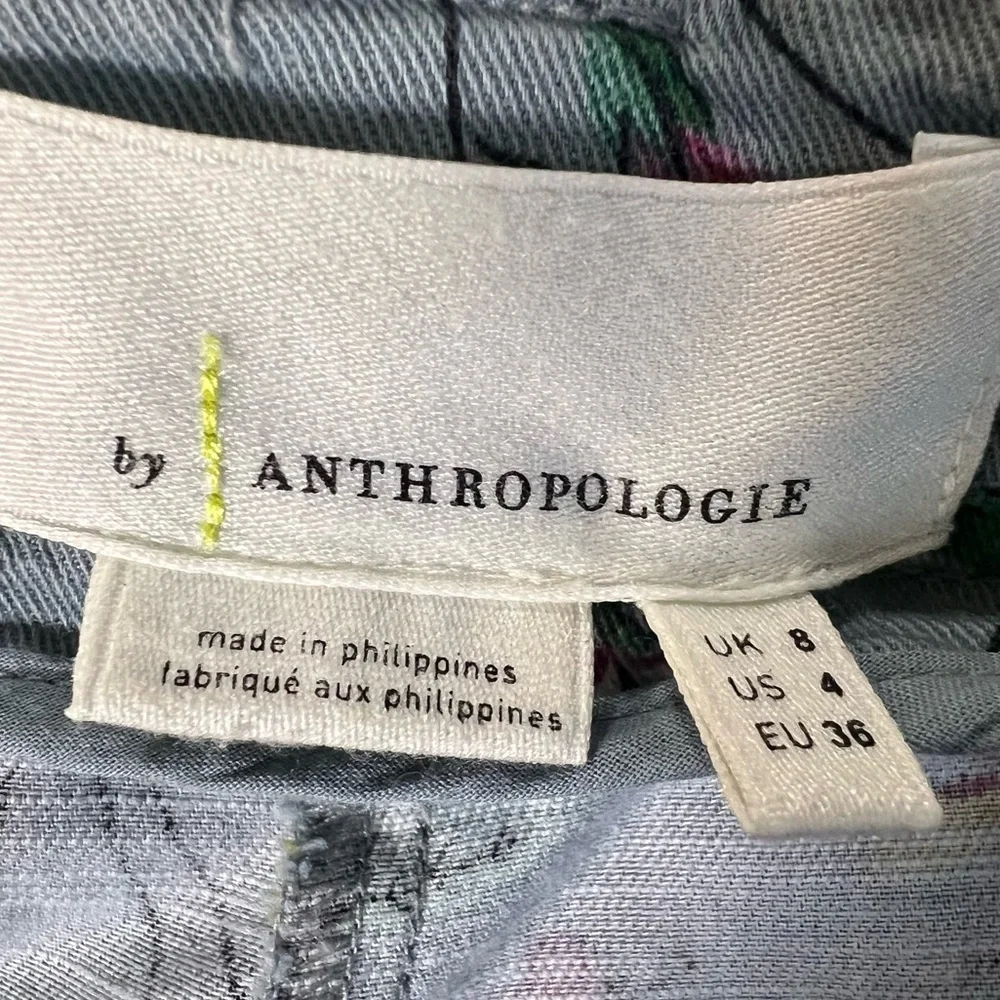 by ANTHROPOLOGIE
made in philippines
fabriqué aux philippines
UK 8
US 4
EU 36